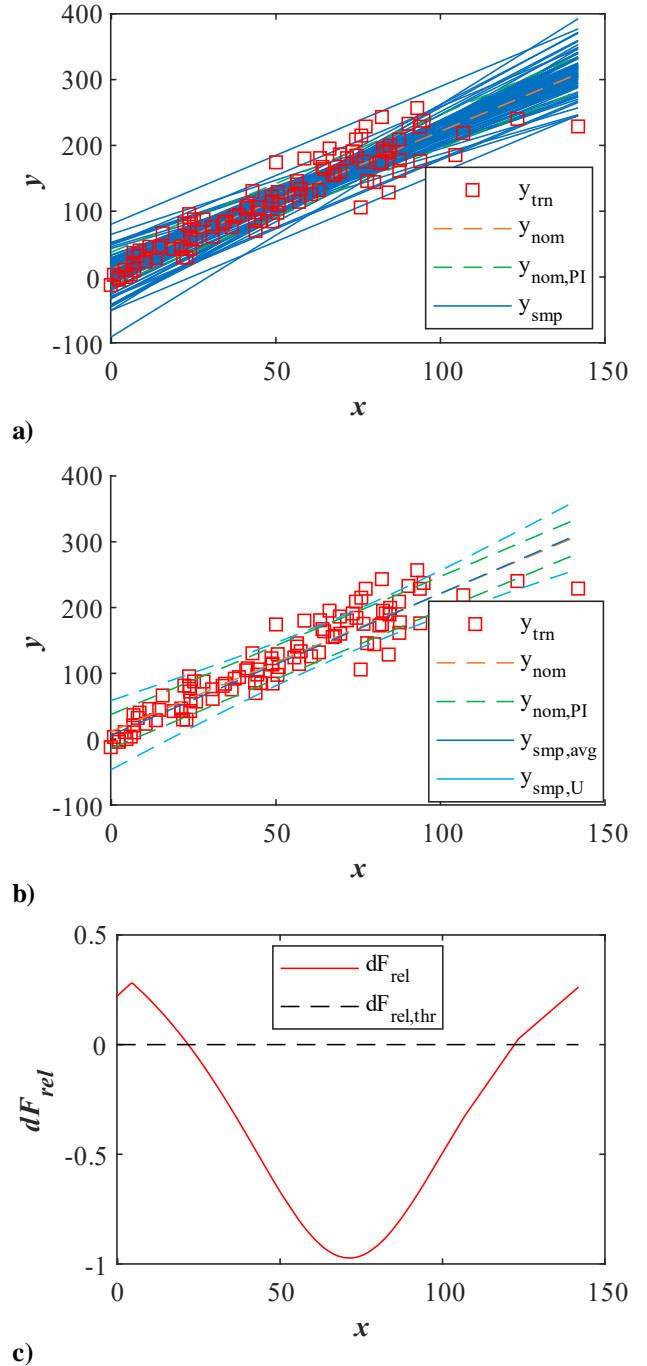 400
300
200
100
0
-100
y
y_trn
y_nom
y_nom,PI
y_smp
0 50 100 150
x
a)
400
300
200
100
0
-100
y
y_trn
y_nom
y_nom,PI
y_smp,avg
y_smp,U
0 50 100 150
x
b)
0.5
0
-0.5
-1
dF_rel
dF_rel
dF_rel,thr
0 50 100 150
x
c)